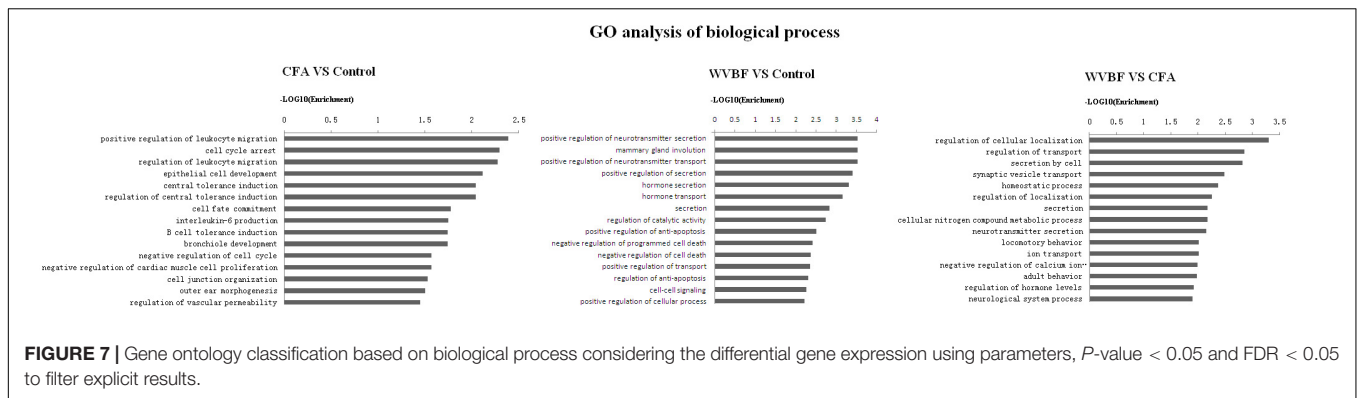 GO analysis of biological process
CFA VS Control
-LOG10(Enrichment)
0 0.5 1 1.5 2 2.5
positive regulation of leukocyte migration
cell cycle arrest
regulation of leukocyte migration
epithelial cell development
central tolerance induction
regulation of central tolerance induction
cell fate commitment
interleukin-6 production
B cell tolerance induction
bronchiole development
negative regulation of cell cycle
negative regulation of cardiac muscle cell proliferation
cell junction organization
outer ear morphogenesis
regulation of vascular permeability
WVBF VS Control
-LOG10(Enrichment)
0 0.5 1 1.5 2 2.5 3 3.5 4
positive regulation of neurotransmitter secretion
mammary gland involution
positive regulation of neurotransmitter transport
positive regulation of secretion
hormone secretion
hormone transport
secretion
regulation of catalytic activity
positive regulation of anti-apoptosis
negative regulation of programmed cell death
negative regulation of cell death
positive regulation of transport
regulation of anti-apoptosis
cell-cell signaling
positive regulation of cellular process
WVBF VS CFA
-LOG10(Enrichment)
0 0.5 1 1.5 2 2.5 3 3.5
regulation of cellular localization
regulation of transport
secretion by cell
synaptic vesicle transport
homeostatic process
regulation of localization
secretion
cellular nitrogen compound metabolic process
neurotransmitter secretion
locomotory behavior
ion transport
negative regulation of calcium ion…
adult behavior
regulation of hormone levels
neurological system process
FIGURE 7 | Gene ontology classification based on biological process considering the differential gene expression using parameters, P-value < 0.05 and FDR < 0.05
to filter explicit results.